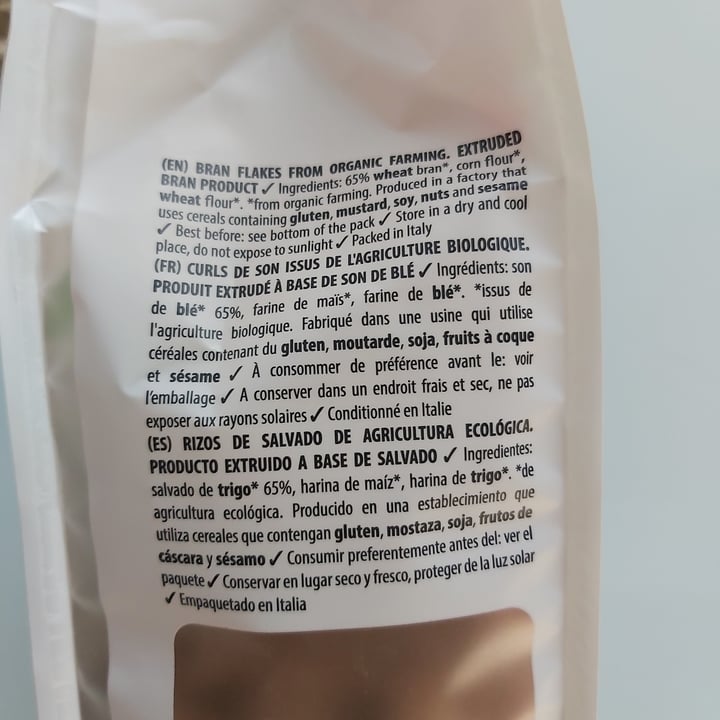 (EN) BRAN FLAKES FROM ORGANIC FARMING. EXTRUDED
BRAN PRODUCT ✓ Ingredients: 65% wheat bran*, corn flour*,
wheat flour*. *from organic farming. Produced in a factory that
uses cereals containing gluten, mustard, soy, nuts and sesame
✓ Best before: see bottom of the pack ✓ Store in a dry and cool
place, do not expose to sunlight ✓ Packed in Italy
(FR) CURLS DE SON ISSUS DE L'AGRICULTURE BIOLOGIQUE.
PRODUIT EXTRUDÉ À BASE DE SON DE BLÉ ✓ Ingrédients: son
de blé* 65%, farine de maïs*, farine de blé*. *issus de
l'agriculture biologique. Fabriqué dans une usine qui utilise
céréales contenant du gluten, moutarde, soja, fruits à coque
et sésame ✓ À consommer de préférence avant le: voir
l'emballage ✓ A conserver dans un endroit frais et sec, ne pas
exposer aux rayons solaires ✓ Conditionné en Italie
(ES) RIZOS DE SALVADO DE AGRICULTURA ECOLÓGICA.
PRODUCTO EXTRUIDO A BASE DE SALVADO ✓ Ingredientes:
salvado de trigo* 65%, harina de maíz*, harina de trigo*. *de
agricultura ecológica. Producido en una establecimiento que
utiliza cereales que contengan gluten, mostaza, soja, frutos de
cáscara y sésamo ✓ Consumir preferentemente antes del: ver el
paquete ✓ Conservar en lugar seco y fresco, proteger de la luz solar
✓ Empaquetado en Italia